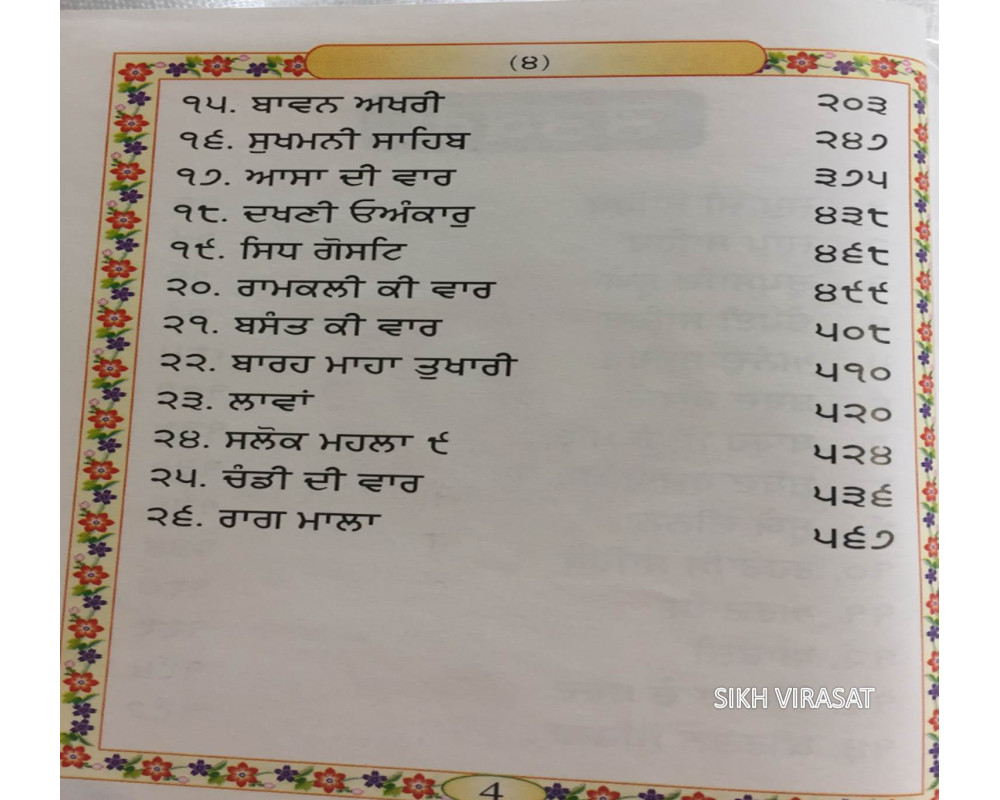 (੪)
੧੫. ਬਾਵਨ ਅਖਰੀ ੨੦੩
੧੬. ਸੁਖਮਨੀ ਸਾਹਿਬ ੨੪੭
੧੭. ਆਸਾ ਦੀ ਵਾਰ ੩੭੫
੧੮. ਦਖਣੀ ਓਅੰਕਾਰੁ ੪੩੮
੧੯. ਸਿਧ ਗੋਸਟਿ ੪੬੮
੨੦. ਰਾਮਕਲੀ ਕੀ ਵਾਰ ੪੯੯
੨੧. ਬਸੰਤ ਕੀ ਵਾਰ ੫੦੮
੨੨. ਬਾਰਹ ਮਾਹਾ ਤੁਖਾਰੀ ੫੧੦
੨੩. ਲਾਵਾਂ ੫੨੦
੨੪. ਸਲੋਕ ਮਹਲਾ ੯ ੫੨੪
੨੫. ਚੰਡੀ ਦੀ ਵਾਰ ੫੩੬
੨੬. ਰਾਗ ਮਾਲਾ ੫੬੭
SIKH VIRASAT
4